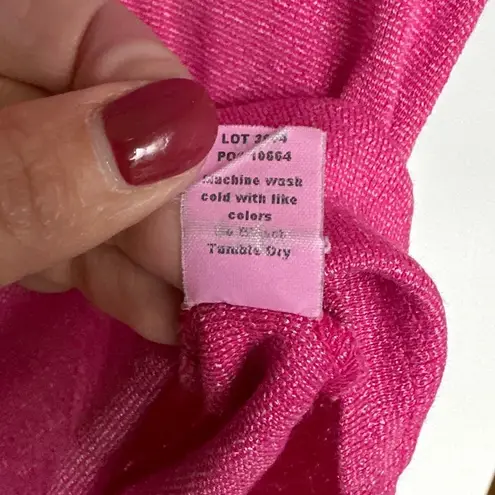 LOT
PO# 10664
Machine wash
cold with like
colors
No Bleach
Tumble Dry